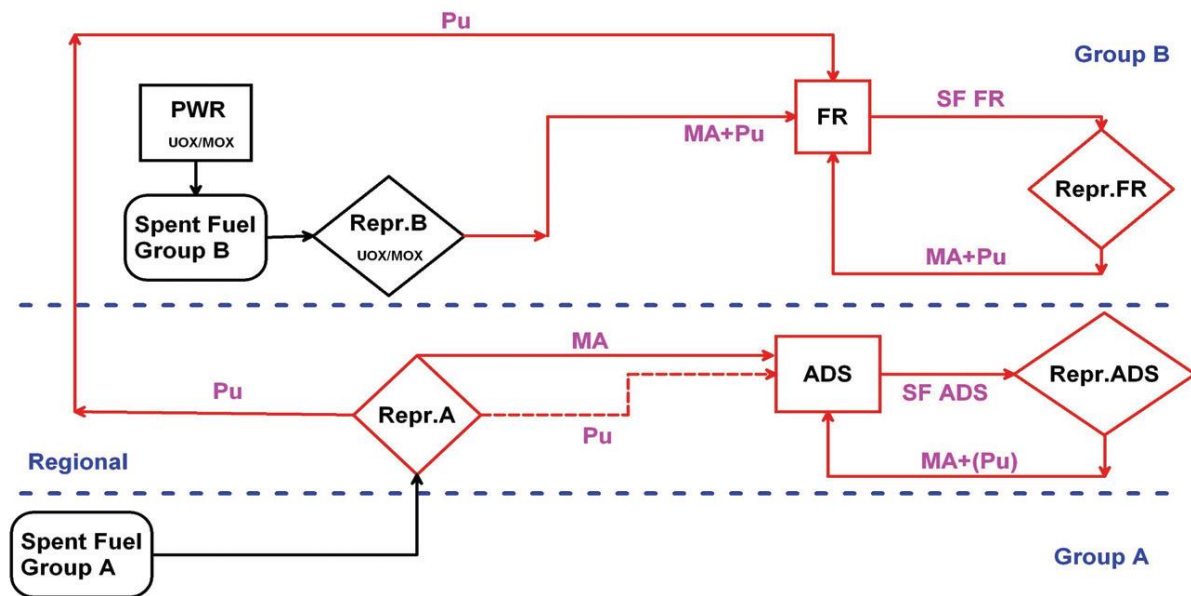 Pu
Group B
PWR
UOX/MOX
FR
SF FR
MA+Pu
Repr.FR
Spent Fuel
Group B
Repr.B
UOX/MOX
MA+Pu
MA
ADS
Repr.ADS
SF ADS
Pu
Repr.A
Pu
MA+(Pu)
Regional
Spent Fuel
Group A
Group A